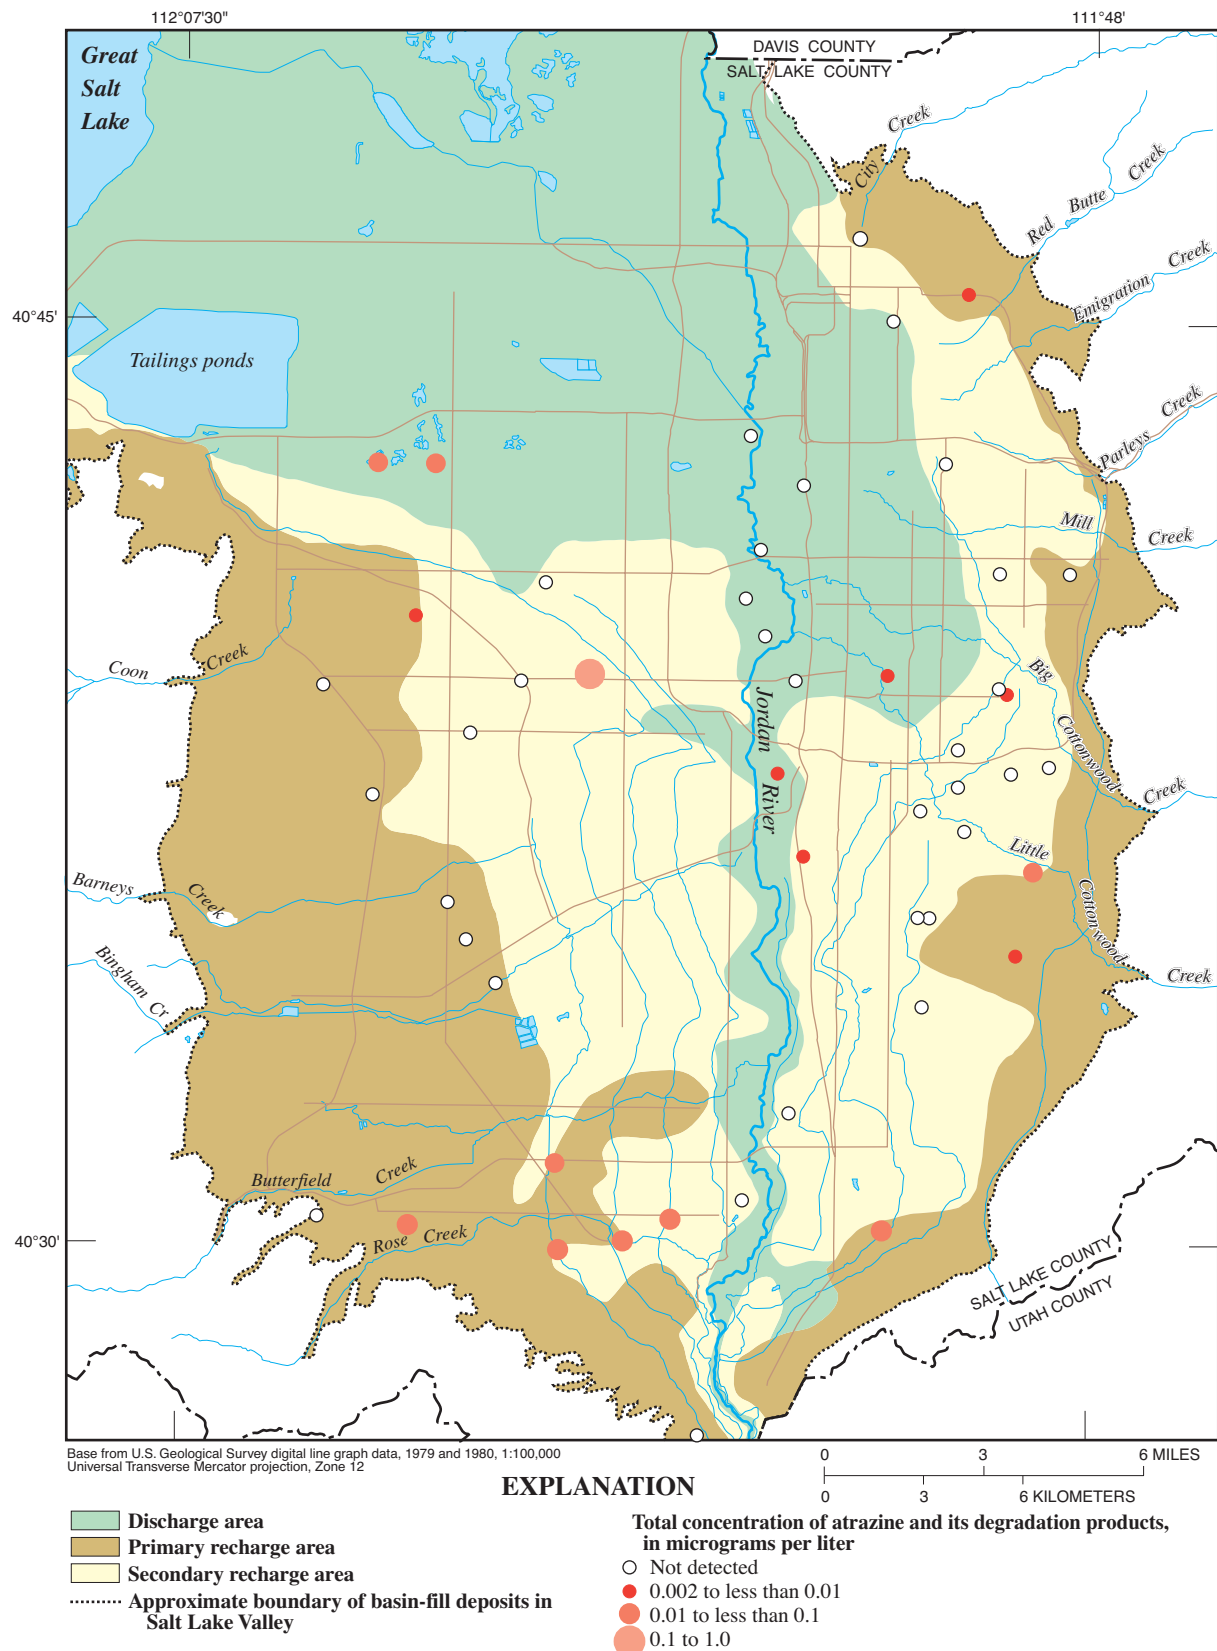 112°07'30"
111°48'
Great
Salt
Lake
DAVIS COUNTY
SALT LAKE COUNTY
City
Creek
Red
Butte
Creek
Emigration
Creek
40°45'
Tailings ponds
Parleys
Creek
Mill
Creek
Coon
Creek
Big
Cottonwood
Creek
Jordan
River
Barneys
Creek
Little
Cottonwood
Creek
Bingham Cr
Butterfield
Creek
Rose
Creek
40°30'
SALT LAKE COUNTY
UTAH COUNTY
Base from U.S. Geological Survey digital line graph data, 1979 and 1980, 1:100,000
Universal Transverse Mercator projection, Zone 12
0 3 6 MILES
0 3 6 KILOMETERS
EXPLANATION
Discharge area
Primary recharge area
Secondary recharge area
Approximate boundary of basin-fill deposits in
Salt Lake Valley
Total concentration of atrazine and its degradation products,
in micrograms per liter
Not detected
0.002 to less than 0.01
0.01 to less than 0.1
0.1 to 1.0